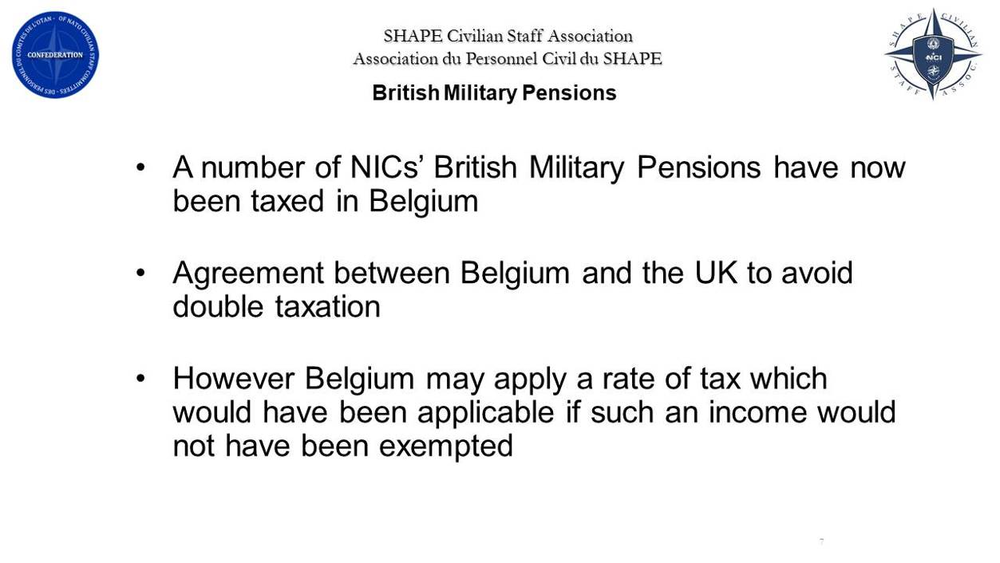 SHAPE Civilian Staff Association
Association du Personnel Civil du SHAPE
British Military Pensions
CONFEDERATION
OF NATO CIVILIAN STAFF COMMITTEES
DES COMITES DE L'OTAN
SHAPE CIVILIAN
STAFF ASSOC.
NCI
• A number of NICs’ British Military Pensions have now
been taxed in Belgium
• Agreement between Belgium and the UK to avoid
double taxation
• However Belgium may apply a rate of tax which
would have been applicable if such an income would
not have been exempted
7